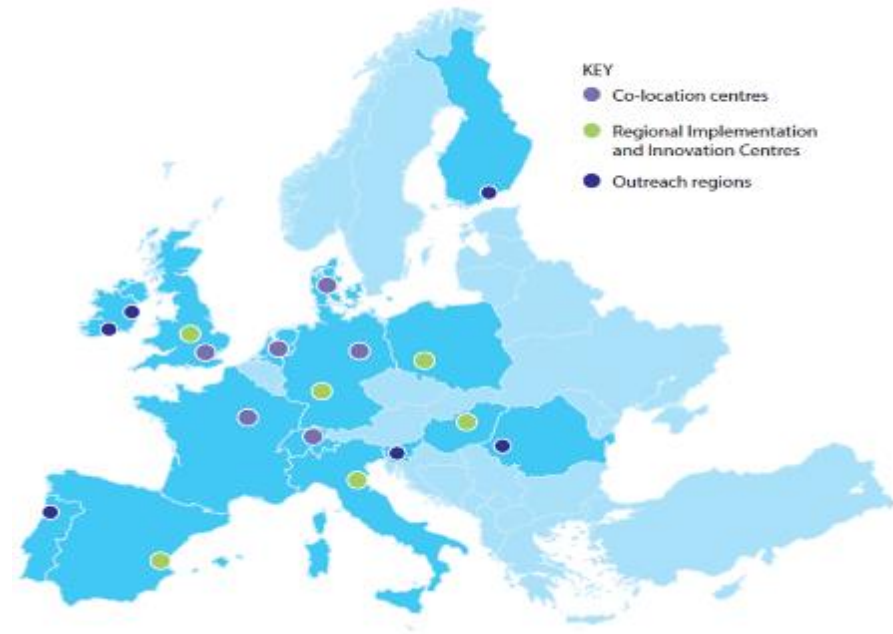 KEY
Co-location centres
Regional Implementation
and Innovation Centres
Outreach regions